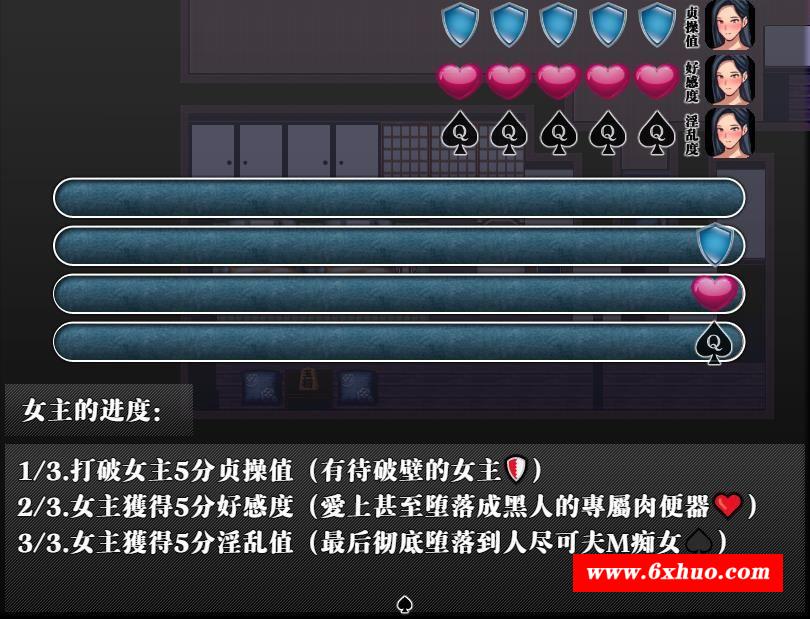 贞操值
好感度
淫乱度
女主的进度:
1/3.打破女主5分贞操值（有待破壁的女主）
2/3.女主獲得5分好感度（愛上甚至堕落成黑人的專屬肉便器）
3/3.女主獲得5分淫乱值（最后彻底堕落到人尽可夫M痴女）
www.6xhuo.com